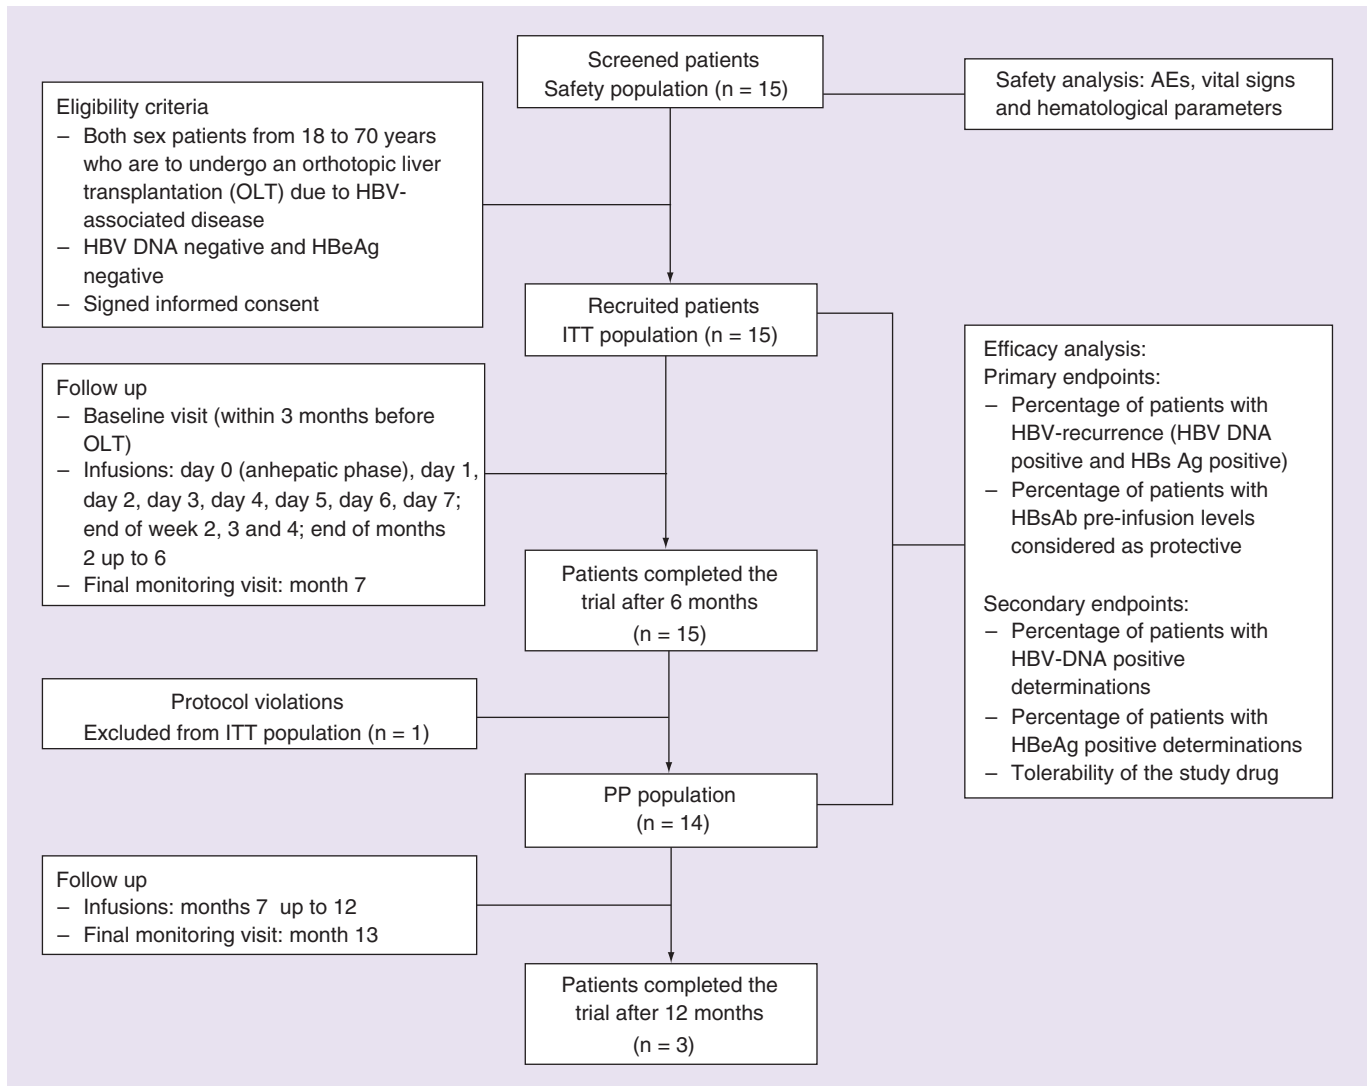 Screened patients
Safety population (n = 15)
Safety analysis: AEs, vital signs
and hematological parameters
Eligibility criteria
– Both sex patients from 18 to 70 years
who are to undergo an orthotopic liver
transplantation (OLT) due to HBV-
associated disease
– HBV DNA negative and HBeAg
negative
– Signed informed consent
Recruited patients
ITT population (n = 15)
Efficacy analysis:
Primary endpoints:
– Percentage of patients with
HBV-recurrence (HBV DNA
positive and HBs Ag positive)
– Percentage of patients with
HBsAb pre-infusion levels
considered as protective
Secondary endpoints:
– Percentage of patients with
HBV-DNA positive
determinations
– Percentage of patients with
HBeAg positive determinations
– Tolerability of the study drug
Follow up
– Baseline visit (within 3 months before
OLT)
– Infusions: day 0 (anhepatic phase), day 1,
day 2, day 3, day 4, day 5, day 6, day 7;
end of week 2, 3 and 4; end of months
2 up to 6
– Final monitoring visit: month 7
Patients completed the
trial after 6 months
(n = 15)
Protocol violations
Excluded from ITT population (n = 1)
PP population
(n = 14)
Follow up
– Infusions: months 7 up to 12
– Final monitoring visit: month 13
Patients completed the
trial after 12 months
(n = 3)